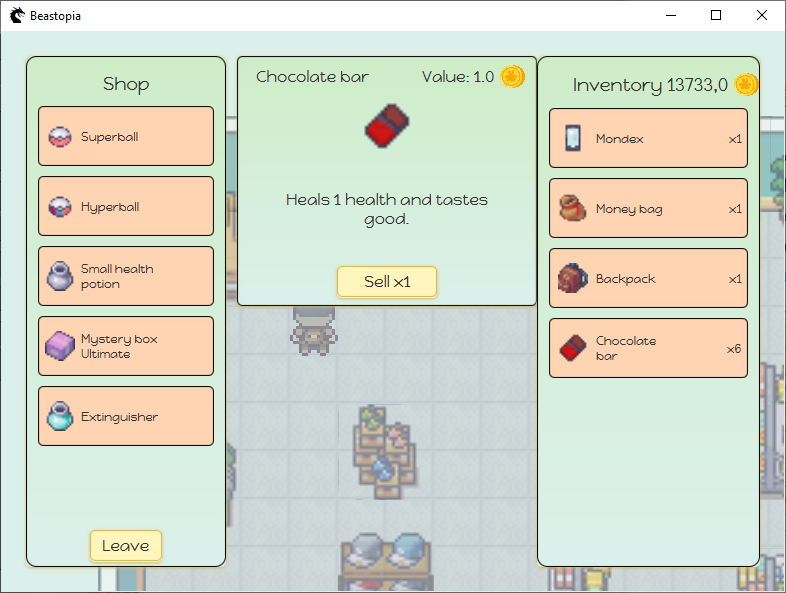 Beastopia
Shop
Superball
Hyperball
Small health
potion
Mystery box
Ultimate
Extinguisher
Leave
Chocolate bar
Value: 1.0
Heals 1 health and tastes
good.
Sell x1
Inventory 13733,0
Mondex x1
Money bag x1
Backpack x1
Chocolate
bar x6